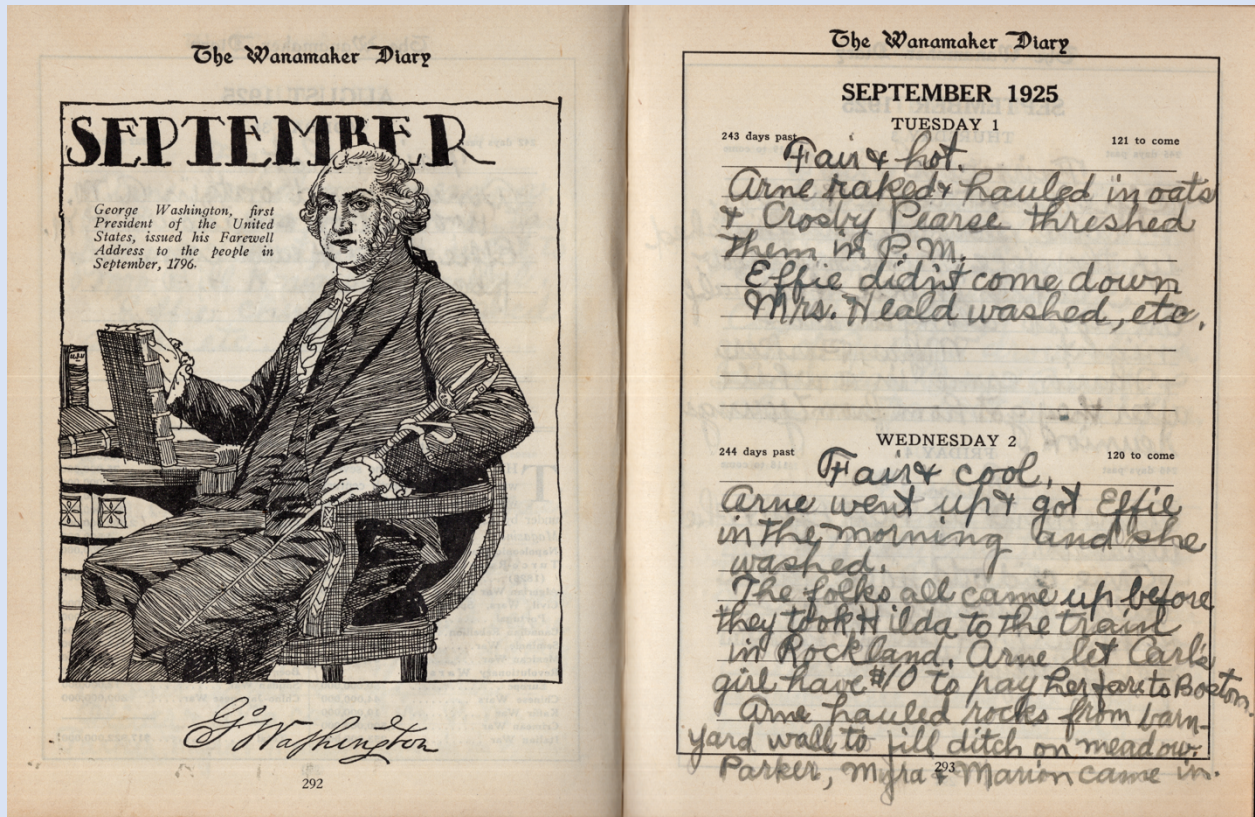 The Wanamaker Diary
SEPTEMBER
George Washington, first
President of the United
States, issued his Farewell
Address to the people in
September, 1796.
G. Washington
292
The Wanamaker Diary
SEPTEMBER 1925
TUESDAY 1
243 days past
121 to come
Fair & hot.
Arne raked & hauled in oats
& Crosby Pearse threshed
them in P.M.
Effie didn't come down
Mrs. Heald washed, etc.
WEDNESDAY 2
244 days past
120 to come
Fair & cool.
Arne went up & got Effie
in the morning and she
washed.
The folks all came up before
they took Hilda to the train
in Rockland. Arne let Carl's
girl have $10 to pay her fare to Boston.
Arne hauled rocks from barn-
yard wall to fill ditch on meadow.
Parker, Myra & Marion came in.
293